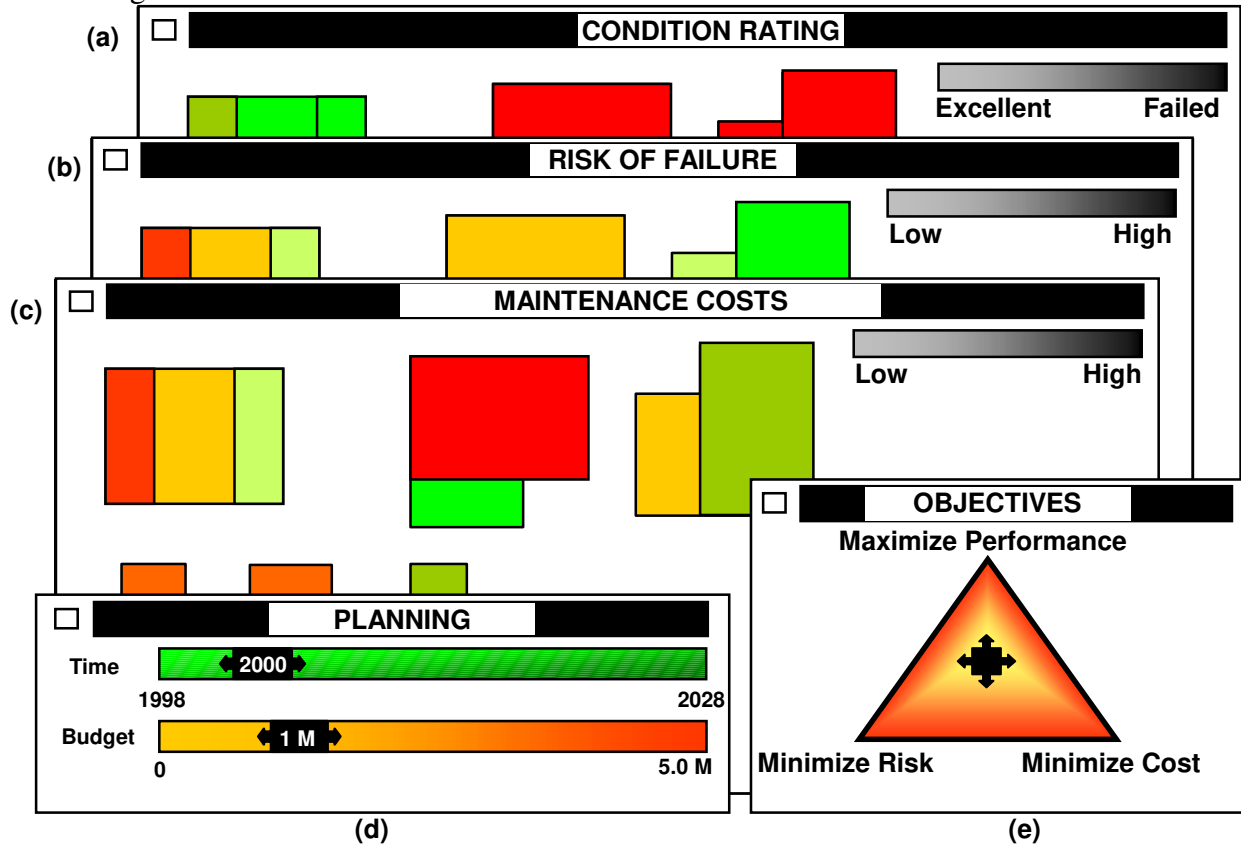 (a)
CONDITION RATING
Excellent Failed
(b)
RISK OF FAILURE
Low High
(c)
MAINTENANCE COSTS
Low High
OBJECTIVES
Maximize Performance
Minimize Risk Minimize Cost
PLANNING
Time 2000
1998 2028
Budget 1 M
0 5.0 M
(d) (e)